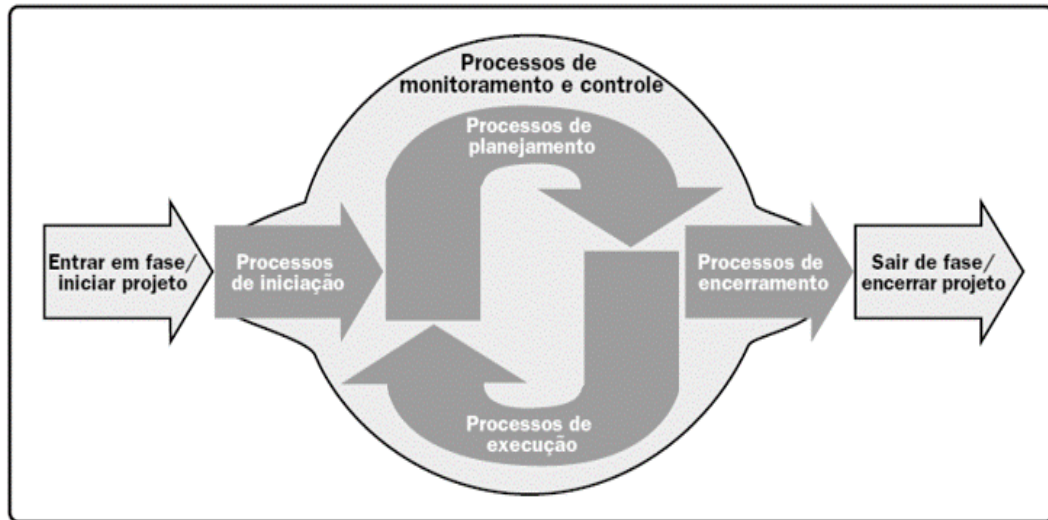 Processos de
monitoramento e controle
Processos de
planejamento
Entrar em fase/
iniciar projeto
Processos
de iniciação
Processos de
encerramento
Sair de fase/
encerrar projeto
Processos de
execução